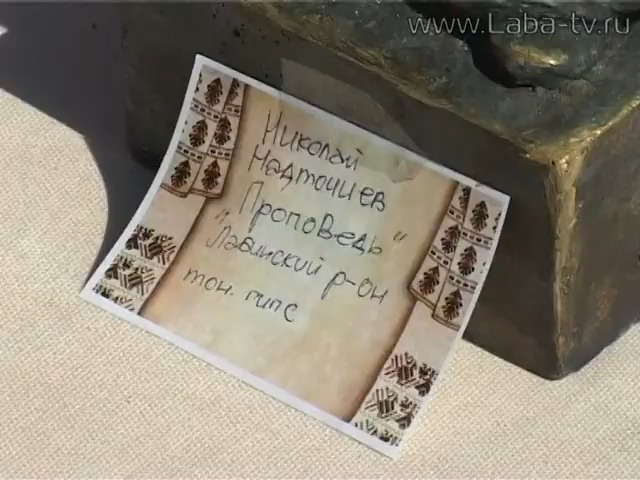 www.Laba-tv.ru
Николай
Надточиев
"Проповедь"
Лабинский р-он
тон. гипс